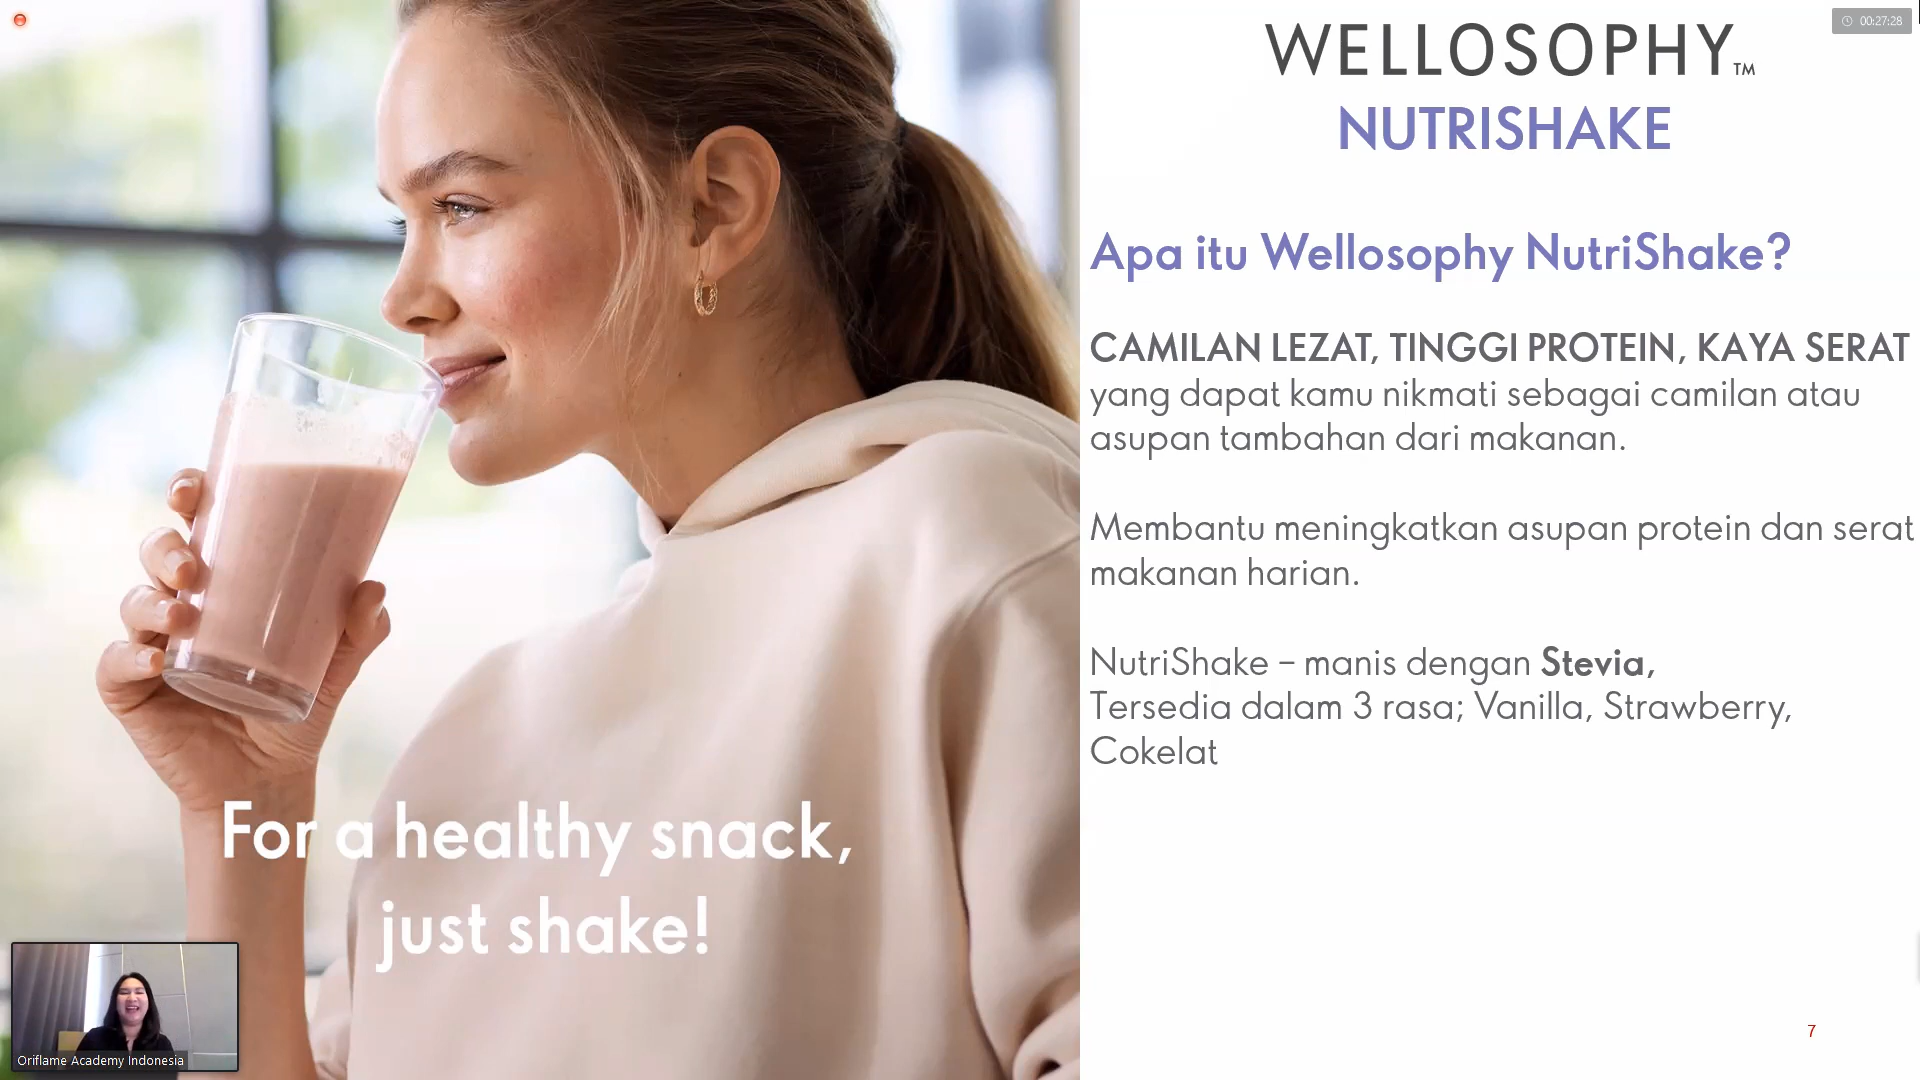 00:27:28
WELLOSOPHY™
NUTRISHAKE
Apa itu Wellosophy NutriShake?
CAMILAN LEZAT, TINGGI PROTEIN, KAYA SERAT
yang dapat kamu nikmati sebagai camilan atau
asupan tambahan dari makanan.
Membantu meningkatkan asupan protein dan serat
makanan harian.
NutriShake – manis dengan Stevia,
Tersedia dalam 3 rasa; Vanilla, Strawberry,
Cokelat
For a healthy snack,
just shake!
Oriflame Academy Indonesia
7